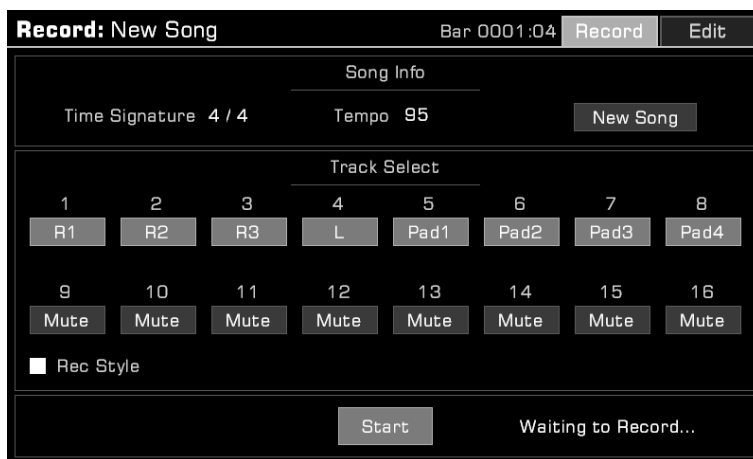 Record: New Song Bar 0001:04 Record Edit
Song Info
Time Signature 4 / 4 Tempo 95 New Song
Track Select
1 2 3 4 5 6 7 8
R1 R2 R3 L Pad1 Pad2 Pad3 Pad4
9 10 11 12 13 14 15 16
Mute Mute Mute Mute Mute Mute Mute Mute
Rec Style
Start Waiting to Record...